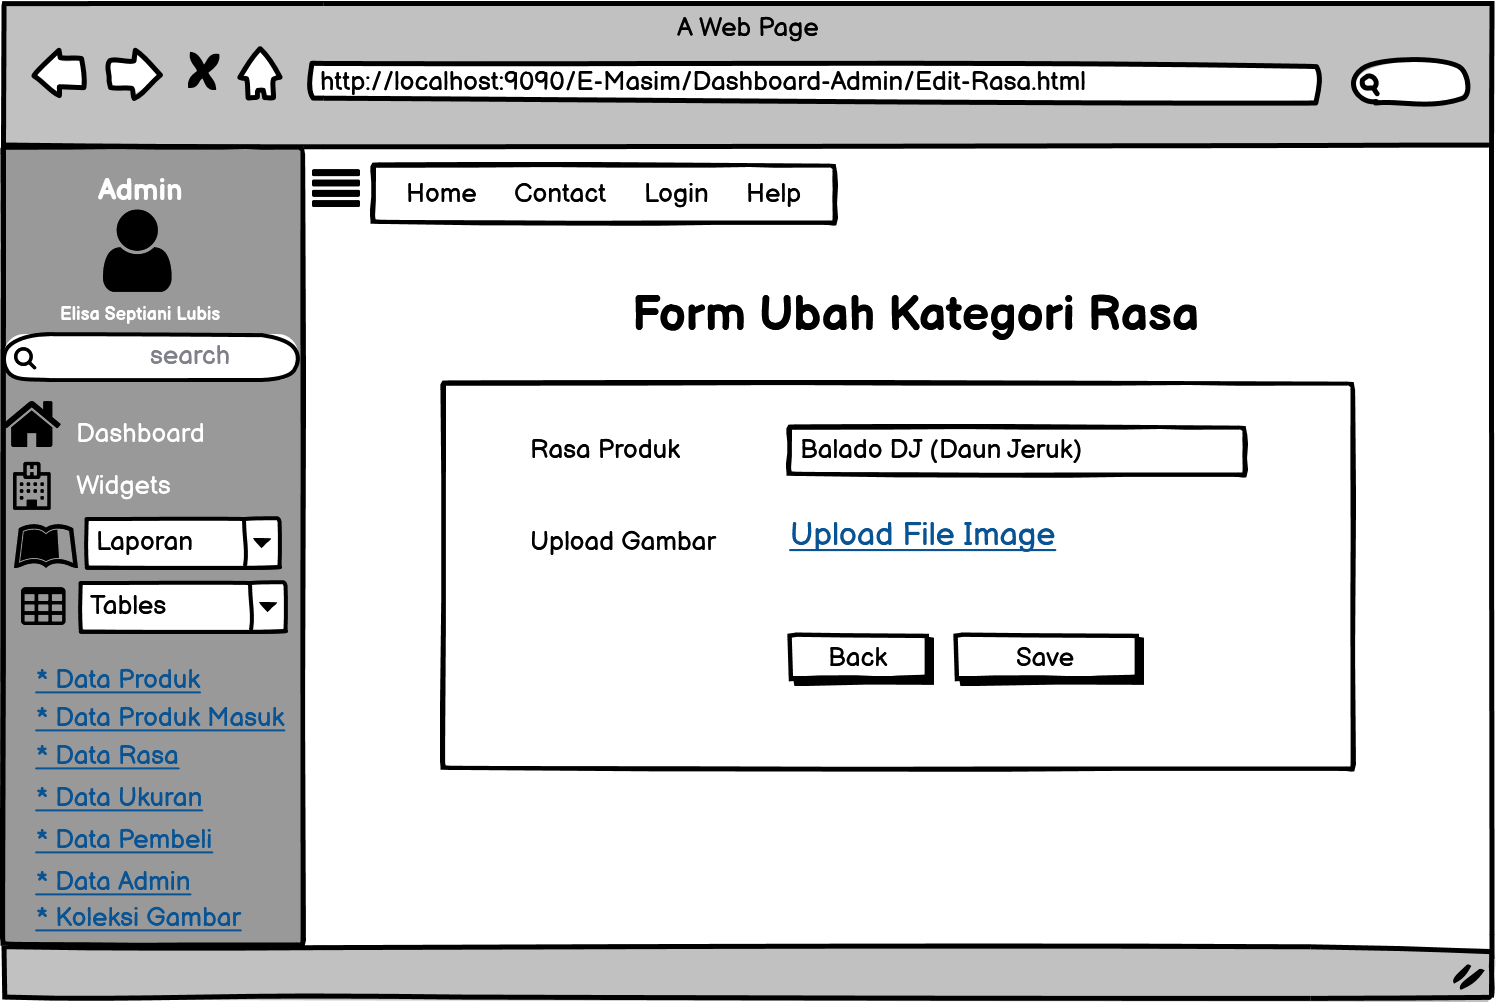 A Web Page
http://localhost:9090/E-Masim/Dashboard-Admin/Edit-Rasa.html
Admin
Elisa Septiani Lubis
search
Dashboard
H
Widgets
Laporan
Tables
* Data Produk
* Data Produk Masuk
* Data Rasa
* Data Ukuran
* Data Pembeli
* Data Admin
* Koleksi Gambar
Home Contact Login Help
Form Ubah Kategori Rasa
Rasa Produk Balado DJ (Daun Jeruk)
Upload Gambar Upload File Image
Back Save